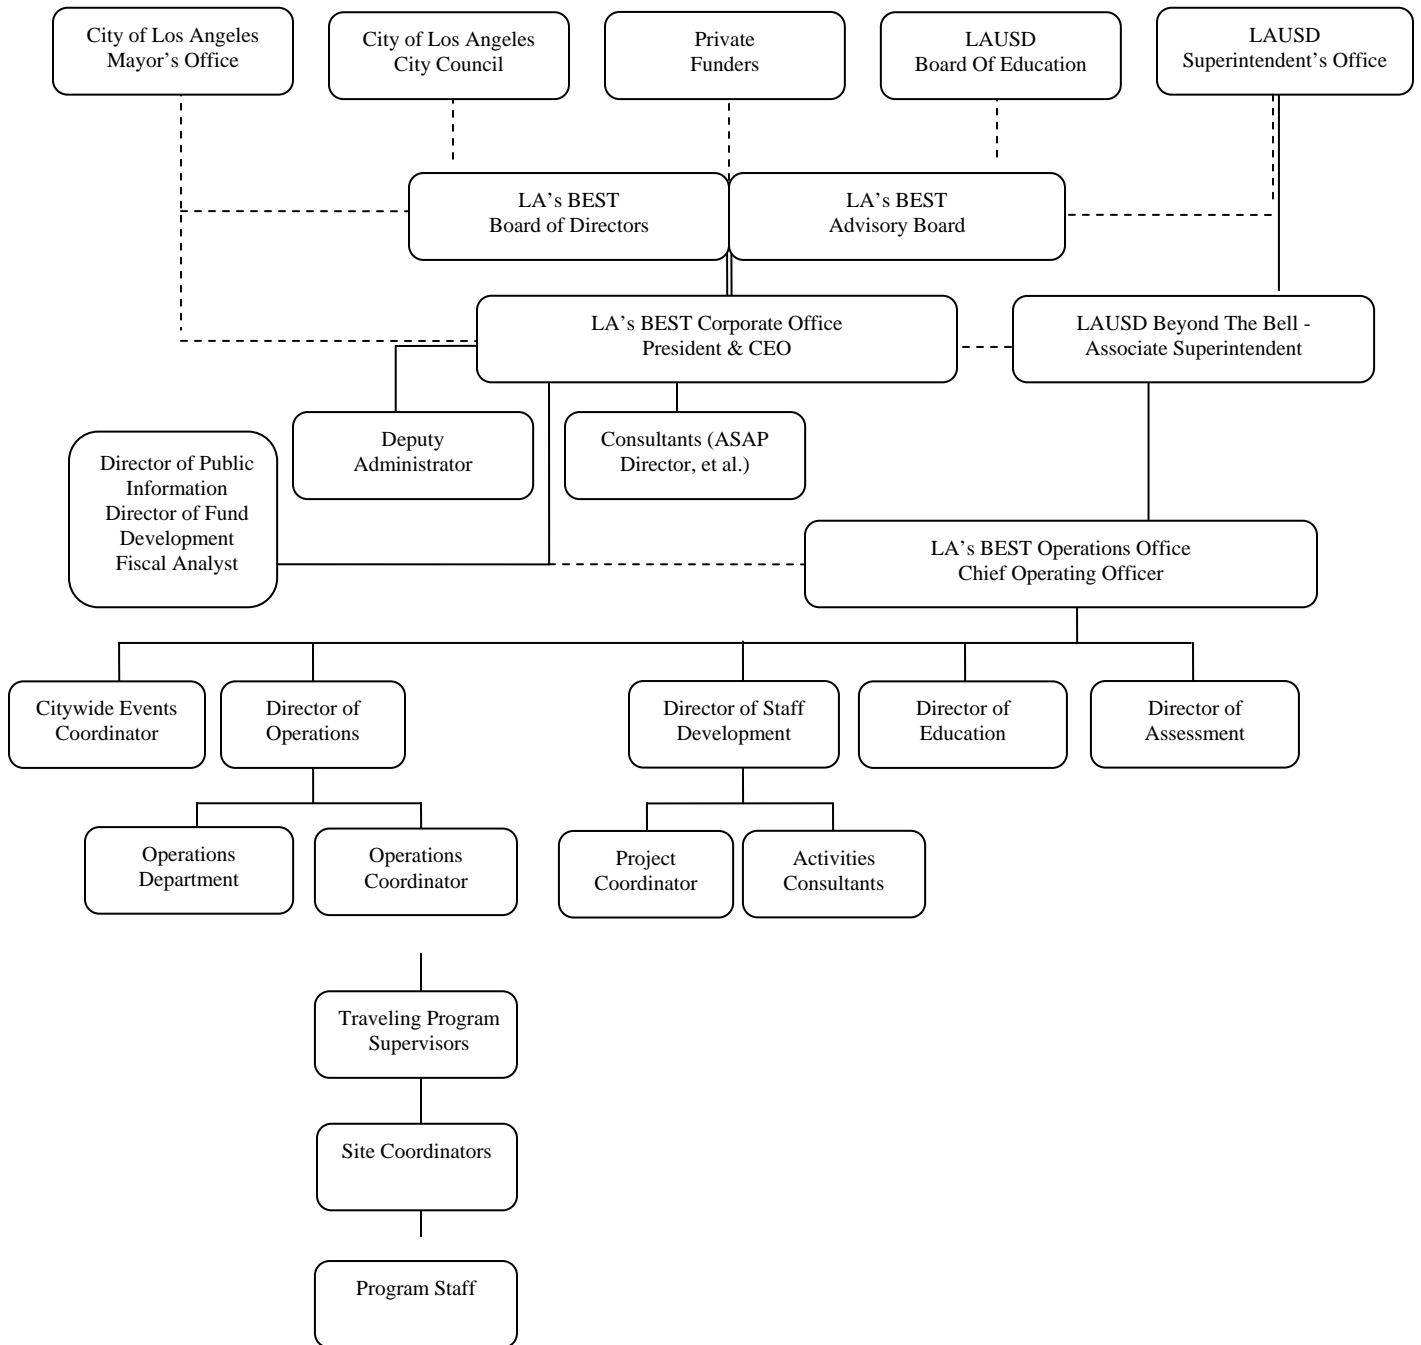 City of Los Angeles
Mayor's Office
City of Los Angeles
City Council
Private
Funders
LAUSD
Board Of Education
LAUSD
Superintendent's Office
LA's BEST
Board of Directors
LA's BEST
Advisory Board
LA's BEST Corporate Office
President & CEO
LAUSD Beyond The Bell -
Associate Superintendent
Deputy
Administrator
Consultants (ASAP
Director, et al.)
Director of Public
Information
Director of Fund
Development
Fiscal Analyst
LA's BEST Operations Office
Chief Operating Officer
Citywide Events
Coordinator
Director of
Operations
Director of Staff
Development
Director of
Education
Director of
Assessment
Operations
Department
Operations
Coordinator
Project
Coordinator
Activities
Consultants
Traveling Program
Supervisors
Site Coordinators
Program Staff